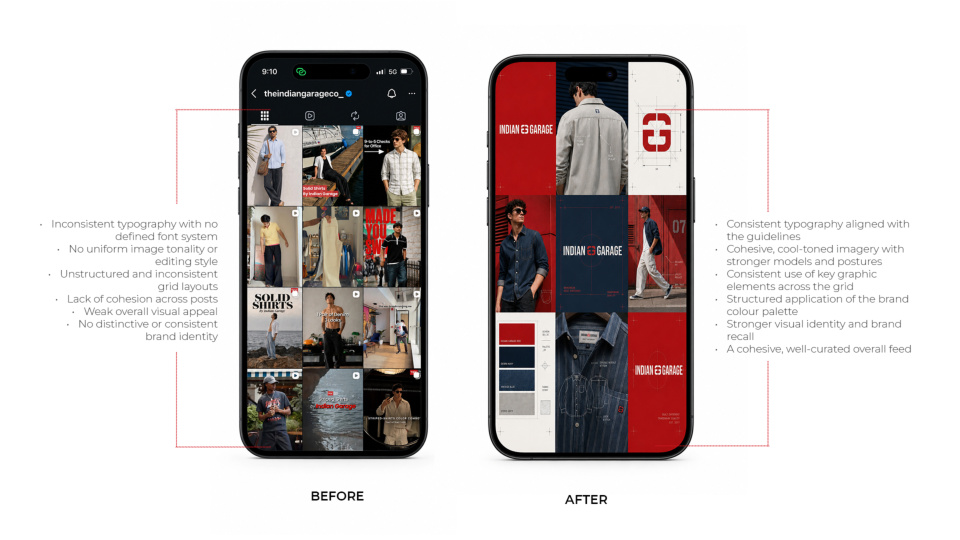 9:10
5G
theindiangarageco_
9-to-6 Checks
for Office
Solid Shirts
By Indian Garage
MADE
YOU
SOLID
SHIRTS
By Indian Garage
Indian Garage
INDIAN GARAGE
07
INDIAN GARAGE
INDIAN GARAGE
Inconsistent typography with no
defined font system
No uniform image tonality or
editing style
Unstructured and inconsistent
grid layouts
Lack of cohesion across posts
Weak overall visual appeal
No distinctive or consistent
brand identity
Consistent typography aligned with
the guidelines
Cohesive, cool-toned imagery with
stronger models and postures
Consistent use of key graphic
elements across the grid
Structured application of the brand
colour palette
Stronger visual identity and brand
recall
A cohesive, well-curated overall feed
BEFORE
AFTER